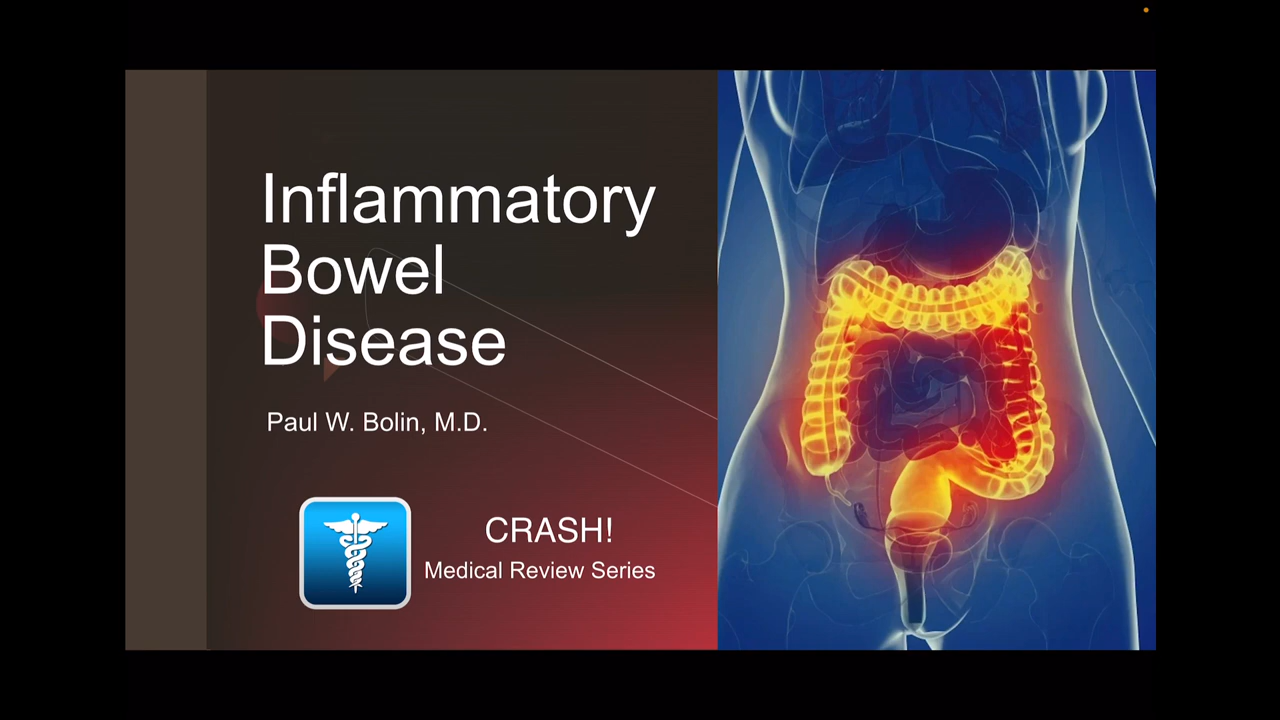 Inflammatory
Bowel
Disease
Paul W. Bolin, M.D.
CRASH!
Medical Review Series